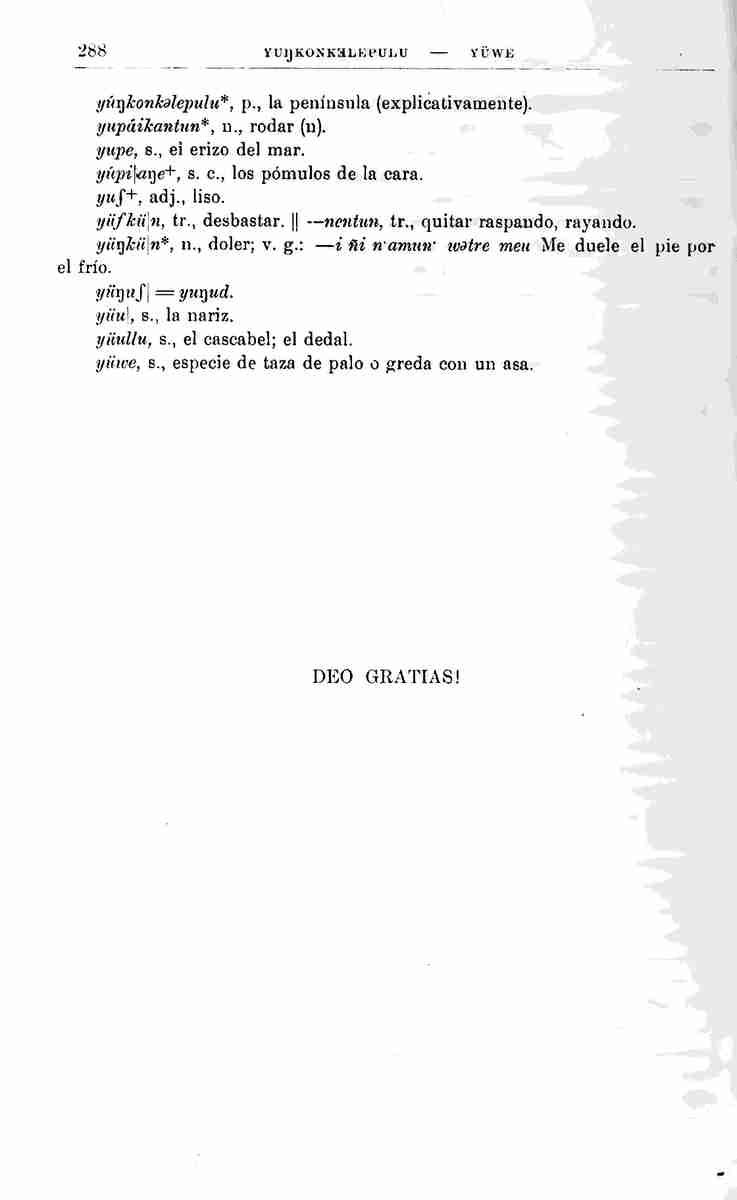 288 YUŊKONKƏLEPULU — YÜWE
yúŋkonkəlepulu*, p., la península (explicativamente).
yupáikantun*, n., rodar (n).
yupe, s., el erizo del mar.
yúpi|aŋe+, s. c., los pómulos de la cara.
yuʃ+, adj., liso.
yüfkü|n, tr., desbastar. || —nentun, tr., quitar raspando, rayando.
yüŋkü|n*, n., doler; v. g.: —i ñi n·amun· wətre meu Me duele el pie por
el frío.
yüŋuʃ| = yuŋud.
yüu|, s., la nariz.
yüullu, s., el cascabel; el dedal.
yüwe, s., especie de taza de palo o greda con un asa.
DEO GRATIAS!